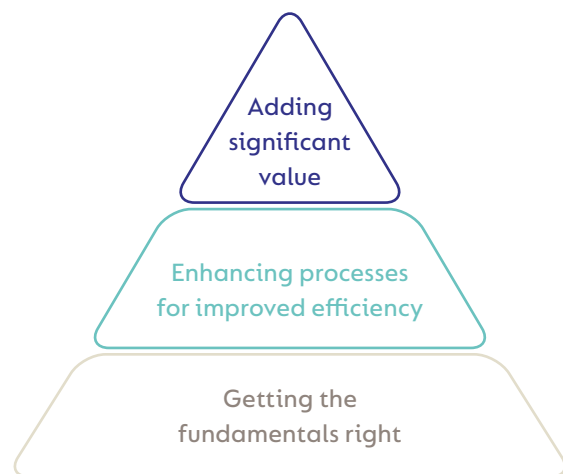 Adding
significant
value
Enhancing processes
for improved efficiency
Getting the
fundamentals right